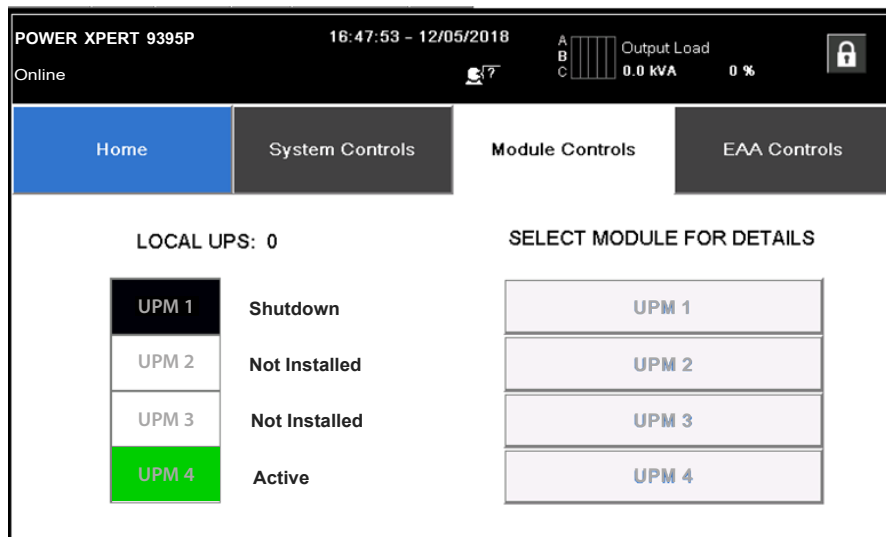 POWER XPERT 9395P
16:47:53 - 12/05/2018
Online
?
A
B
C
Output Load
0.0 kVA 0 %
Home
System Controls
Module Controls
EAA Controls
LOCAL UPS: 0
SELECT MODULE FOR DETAILS
UPM 1 Shutdown
UPM 2 Not Installed
UPM 3 Not Installed
UPM 4 Active
UPM 1
UPM 2
UPM 3
UPM 4